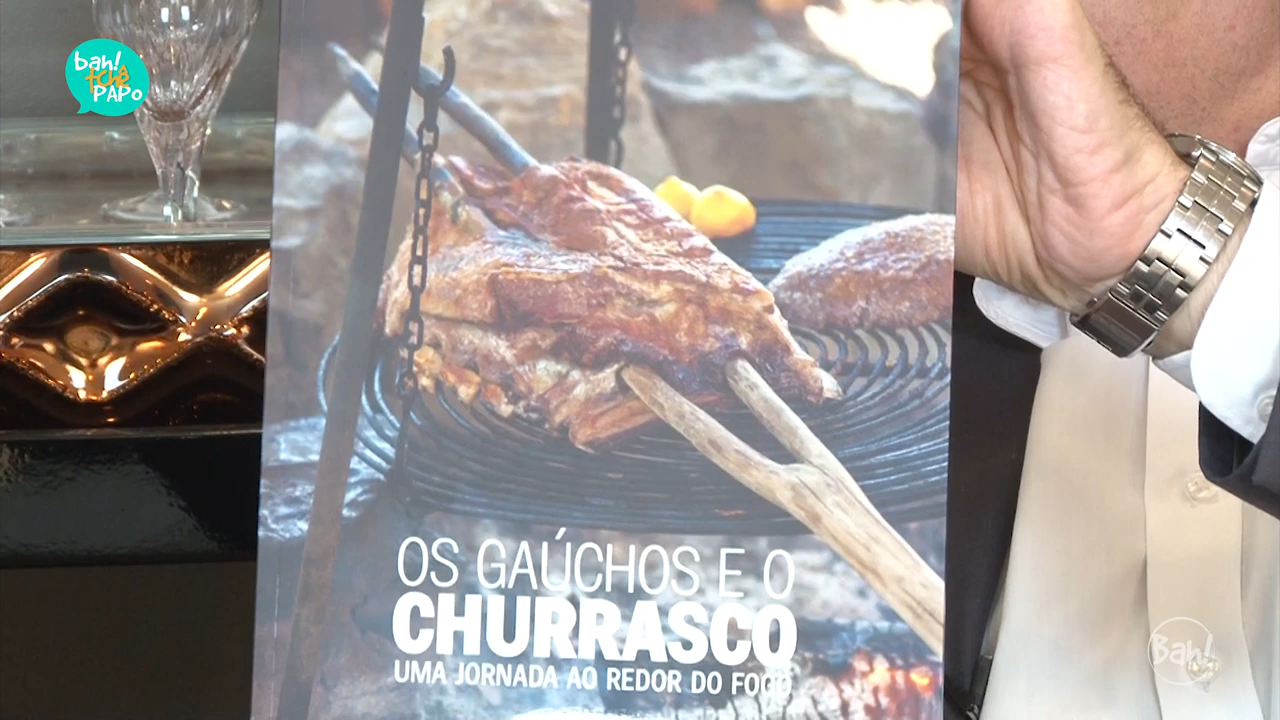 bah!
tchê
PAPO
OS GAÚCHOS E O
CHURRASCO
UMA JORNADA AO REDOR DO FOGO
Bah!